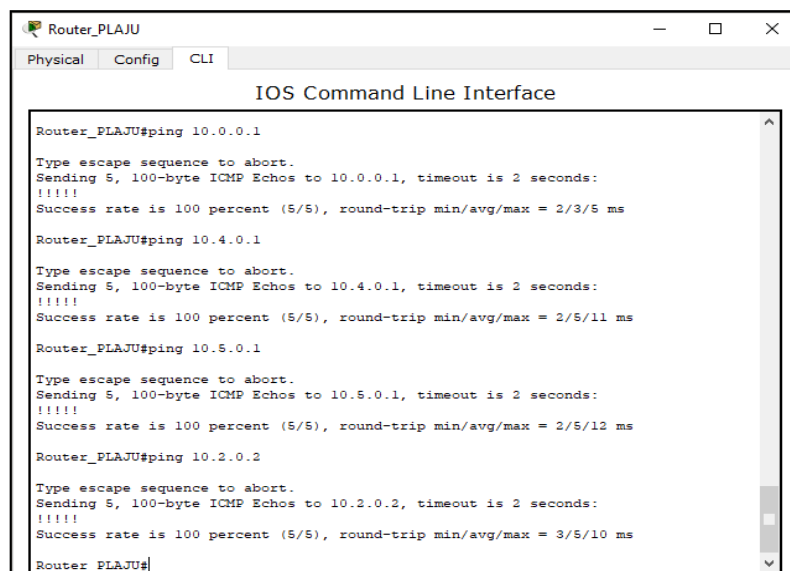 Router_PLAJU
Physical Config CLI
IOS Command Line Interface
Router_PLAJU#ping 10.0.0.1
Type escape sequence to abort.
Sending 5, 100-byte ICMP Echos to 10.0.0.1, timeout is 2 seconds:
!!!!!
Success rate is 100 percent (5/5), round-trip min/avg/max = 2/3/5 ms
Router_PLAJU#ping 10.4.0.1
Type escape sequence to abort.
Sending 5, 100-byte ICMP Echos to 10.4.0.1, timeout is 2 seconds:
!!!!!
Success rate is 100 percent (5/5), round-trip min/avg/max = 2/5/11 ms
Router_PLAJU#ping 10.5.0.1
Type escape sequence to abort.
Sending 5, 100-byte ICMP Echos to 10.5.0.1, timeout is 2 seconds:
!!!!!
Success rate is 100 percent (5/5), round-trip min/avg/max = 2/5/12 ms
Router_PLAJU#ping 10.2.0.2
Type escape sequence to abort.
Sending 5, 100-byte ICMP Echos to 10.2.0.2, timeout is 2 seconds:
!!!!!
Success rate is 100 percent (5/5), round-trip min/avg/max = 3/5/10 ms
Router_PLAJU#